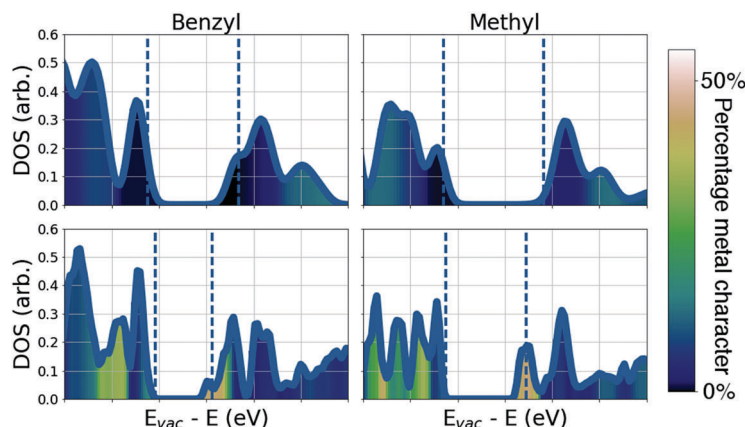 Benzyl
Methyl
DOS (arb.)
0.6
0.5
0.4
0.3
0.2
0.1
0.0
DOS (arb.)
0.6
0.5
0.4
0.3
0.2
0.1
0.0
E_vac - E (eV)
E_vac - E (eV)
50%
Percentage metal character
0%